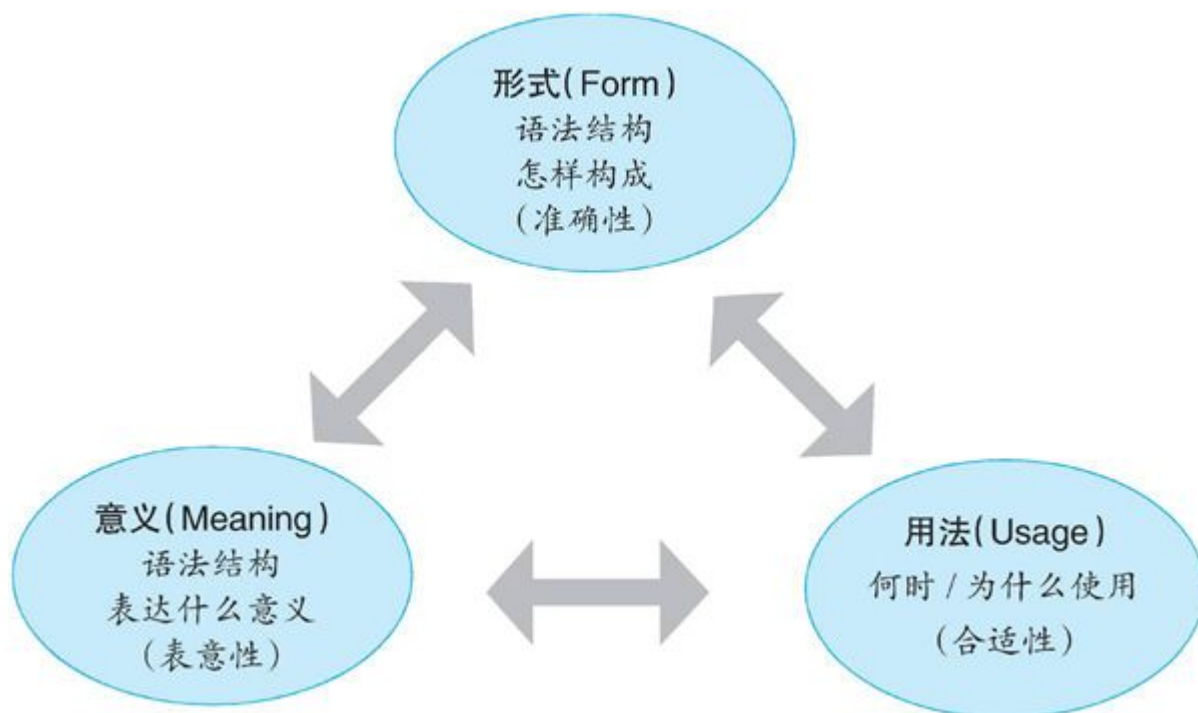 形式(Form)
语法结构
怎样构成
(准确性)
意义(Meaning)
语法结构
表达什么意义
(表意性)
用法(Usage)
何时/为什么使用
(合适性)